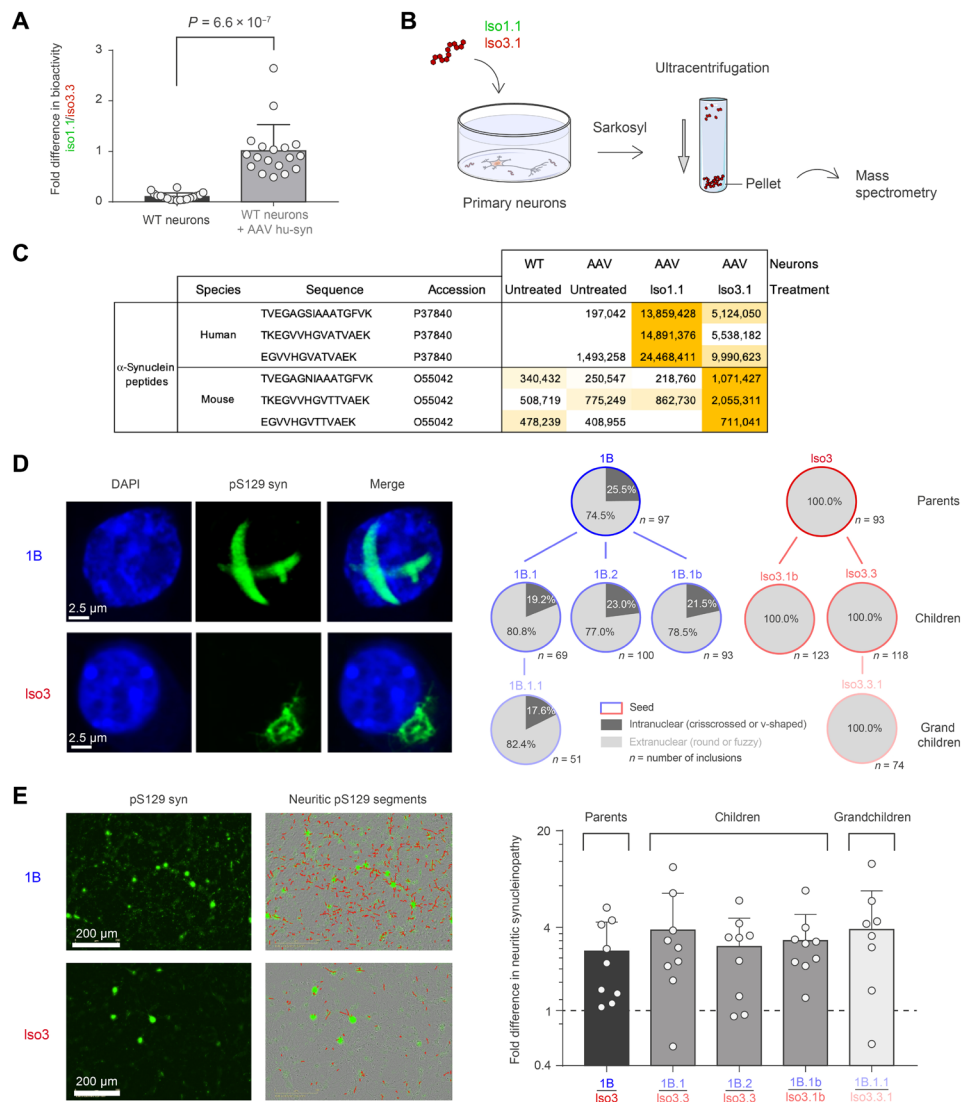 A
P = 6.6 × 10⁻⁷
Fold difference in bioactivity
iso1.1/iso3.3
3
2
1
0
WT neurons
WT neurons
+ AAV hu-syn
B
Iso1.1
Iso3.1
Primary neurons
Sarkosyl
Ultracentrifugation
Pellet
Mass
spectrometry
C
WT AAV AAV AAV Neurons
Species Sequence Accession Untreated Untreated Iso1.1 Iso3.1 Treatment
α-Synuclein
peptides
Human
TVEGAGSIAAATGFVK P37840 197,042 13,859,428 5,124,050
TKEGVVHGVATVAEK P37840 14,891,376 5,538,182
EGVVHGVATVAEK P37840 1,493,258 24,468,411 9,990,623
Mouse
TVEGAGNIAAATGFVK O55042 340,432 250,547 218,760 1,071,427
TKEGVVHGVTTVAEK O55042 508,719 775,249 862,730 2,055,311
EGVVHGVTTVAEK O55042 478,239 408,955 711,041
D
DAPI pS129 syn Merge
1B
2.5 µm
Iso3
2.5 µm
1B
25.5%
74.5%
n = 97
Iso3
100.0%
n = 93
Parents
1B.1
19.2%
80.8%
n = 69
1B.2
23.0%
77.0%
n = 100
1B.1b
21.5%
78.5%
n = 93
Iso3.1b
100.0%
n = 123
Iso3.3
100.0%
n = 118
Children
1B.1.1
17.6%
82.4%
n = 51
Seed
Intranuclear (crisscrossed or v-shaped)
Extranuclear (round or fuzzy)
n = number of inclusions
Iso3.3.1
100.0%
n = 74
Grand
children
E
pS129 syn Neuritic pS129 segments
1B
200 µm
Iso3
200 µm
Parents Children Grandchildren
Fold difference in neuritic synucleinopathy
20
4
1
0.4
1B 1B.1 1B.2 1B.1b 1B.1.1
Iso3 Iso3.3 Iso3.3 Iso3.1b Iso3.3.1